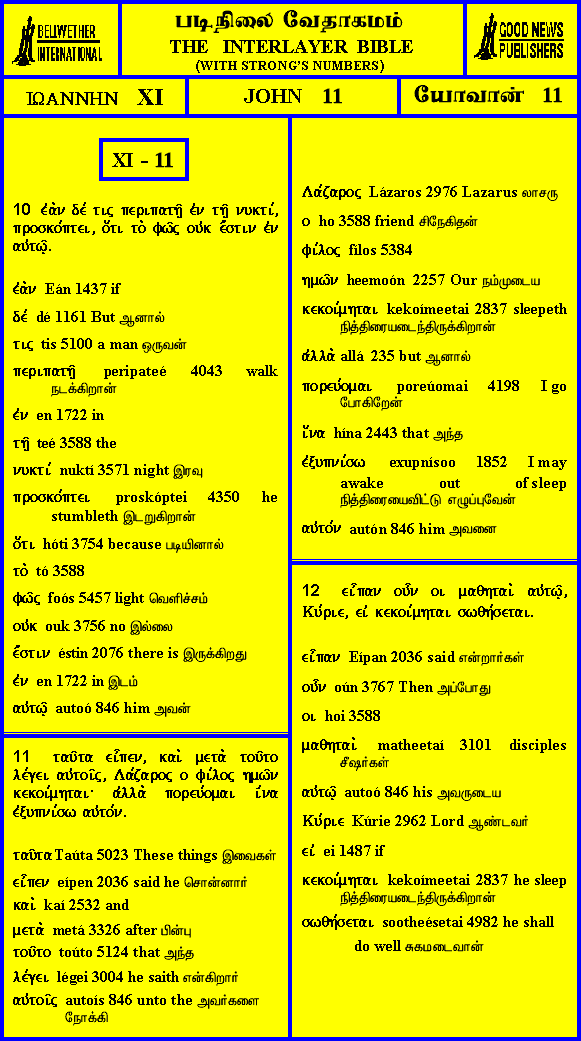 BELLWETHER
INTERNATIONAL
படிநிலை வேதாகமம்
THE INTERLAYER BIBLE
(WITH STRONG'S NUMBERS)
GOOD NEWS
PUBLISHERS
ΙΩΑΝΝΗΝ XI
JOHN 11
யோவான் 11
XI - 11
10 ἐὰν δέ τις περιπατῇ ἐν τῇ νυκτί,
προσκόπτει, ὅτι τὸ φῶς οὐκ ἔστιν ἐν
αὐτῷ.
ἐὰν Eán 1437 if
δέ dé 1161 But ஆனால்
τις tis 5100 a man ஒருவன்
περιπατῇ peripateé 4043 walk
நடக்கிறான்
ἐν en 1722 in
τῇ teé 3588 the
νυκτί nuktí 3571 night இரவு
προσκόπτει proskóptei 4350 he
stumbleth இடறுகிறான்
ὅτι hóti 3754 because படியினால்
τὸ tó 3588
φῶς foós 5457 light வெளிச்சம்
οὐκ ouk 3756 no இல்லை
ἔστιν éstin 2076 there is இருக்கிறது
ἐν en 1722 in இடம்
αὐτῷ autoó 846 him அவன்
11 ταῦτα εἶπεν, καὶ μετὰ τοῦτο
λέγει αὐτοῖς, Λάζαρος ο φίλος ημῶν
κεκοίμηται· ἀλλὰ πορεύομαι ἵνα
ἐξυπνίσω αὐτόν.
ταῦτα Taúta 5023 These things இவைகள்
εἶπεν eípen 2036 said he சொன்னார்
καὶ kaí 2532 and
μετὰ metá 3326 after பின்பு
τοῦτο toúto 5124 that அந்த
λέγει légei 3004 he saith என்கிறார்
αὐτοῖς autoís 846 unto the அவர்களை
நோக்கி
Λάζαρος Lázaros 2976 Lazarus லாசரு
ο ho 3588 friend சிநேகிதன்
φίλος fílos 5384
ημῶν heemoón 2257 Our நம்முடைய
κεκοίμηται kekoímeetai 2837 sleepeth
நித்திரையடைந்திருக்கிறான்
ἀλλὰ allá 235 but ஆனால்
πορεύομαι poreúomai 4198 I go
போகிறேன்
ἵνα hína 2443 that அந்த
ἐξυπνίσω exupnísoo 1852 I may
awake out of sleep
நித்திரையைவிட்டு எழுப்புவேன்
αὐτόν autón 846 him அவனை
12 εἶπαν οὖν οι μαθηταὶ αὐτῷ,
Κύριε, εἰ κεκοίμηται σωθήσεται.
εἶπαν Eípan 2036 said என்றார்கள்
οὖν oún 3767 Then அப்போது
οι hoi 3588
μαθηταὶ matheetaí 3101 disciples
சீஷர்கள்
αὐτῷ autoó 846 his அவருடைய
Κύριε Kúrie 2962 Lord ஆண்டவர்
εἰ ei 1487 if
κεκοίμηται kekoímeetai 2837 he sleep
நித்திரையடைந்திருக்கிறான்
σωθήσεται sootheésetai 4982 he shall
do well சுகமடைவான்